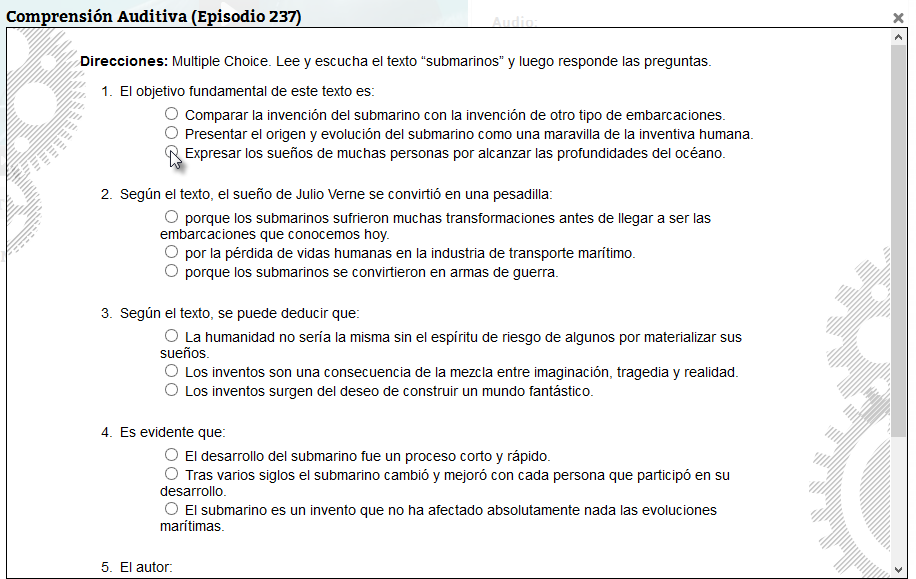 Comprensión Auditiva (Episodio 237)
Audio:
Direcciones: Multiple Choice. Lee y escucha el texto “submarinos” y luego responde las preguntas.
1. El objetivo fundamental de este texto es:
Comparar la invención del submarino con la invención de otro tipo de embarcaciones.
Presentar el origen y evolución del submarino como una maravilla de la inventiva humana.
Expresar los sueños de muchas personas por alcanzar las profundidades del océano.
2. Según el texto, el sueño de Julio Verne se convirtió en una pesadilla:
porque los submarinos sufrieron muchas transformaciones antes de llegar a ser las
embarcaciones que conocemos hoy.
por la pérdida de vidas humanas en la industria de transporte marítimo.
porque los submarinos se convirtieron en armas de guerra.
3. Según el texto, se puede deducir que:
La humanidad no sería la misma sin el espíritu de riesgo de algunos por materializar sus
sueños.
Los inventos son una consecuencia de la mezcla entre imaginación, tragedia y realidad.
Los inventos surgen del deseo de construir un mundo fantástico.
4. Es evidente que:
El desarrollo del submarino fue un proceso corto y rápido.
Tras varios siglos el submarino cambió y mejoró con cada persona que participó en su
desarrollo.
El submarino es un invento que no ha afectado absolutamente nada las evoluciones
marítimas.
5. El autor: